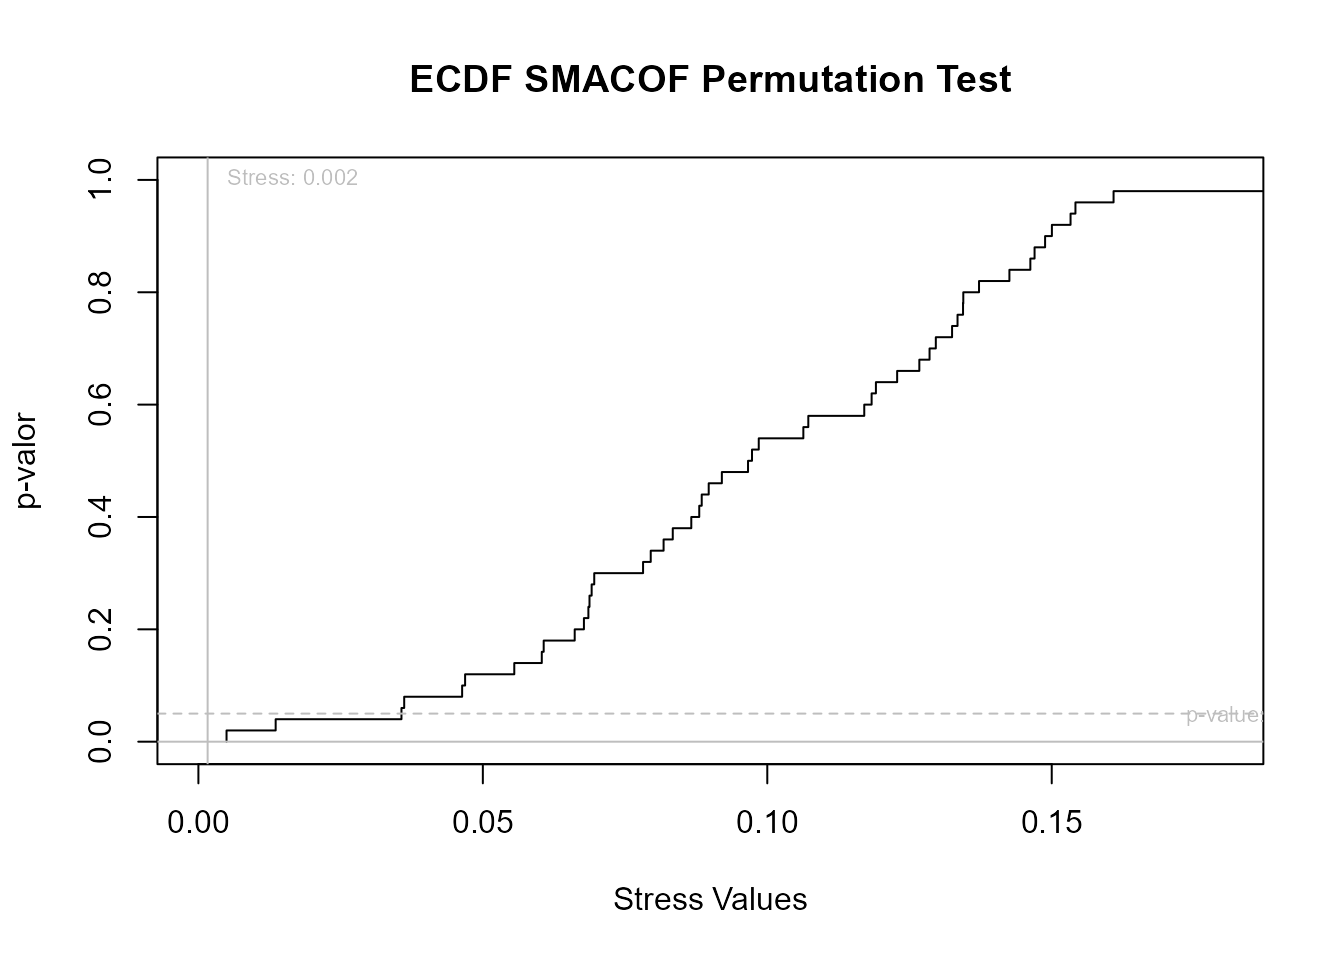 ECDF SMACOF Permutation Test
Stress: 0.002
1.0
0.8
0.6
0.4
0.2
0.0
p-valor
p-value:
0.00 0.05 0.10 0.15
Stress Values